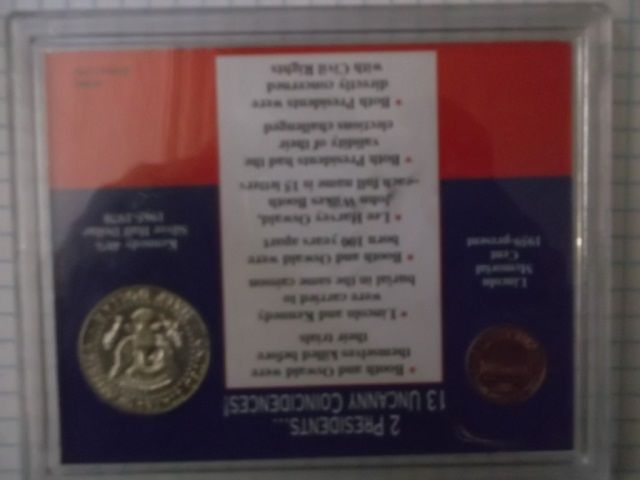 2 PRESIDENTS...
13 UNCANNY COINCIDENCES!
• Booth and Oswald were
themselves killed before
their trials
• Lincoln and Kennedy
were carried to
burial in the same caisson
• Booth and Oswald were
born 100 years apart
• Lee Harvey Oswald,
John Wilkes Booth
-each full name is 15 letters
• Both Presidents had the
validity of their
elections challenged
• Both Presidents were
directly concerned
with Civil Rights
Lincoln
Memorial
Cent
1959-present
Kennedy 40%
Silver Half Dollar
1965-1970